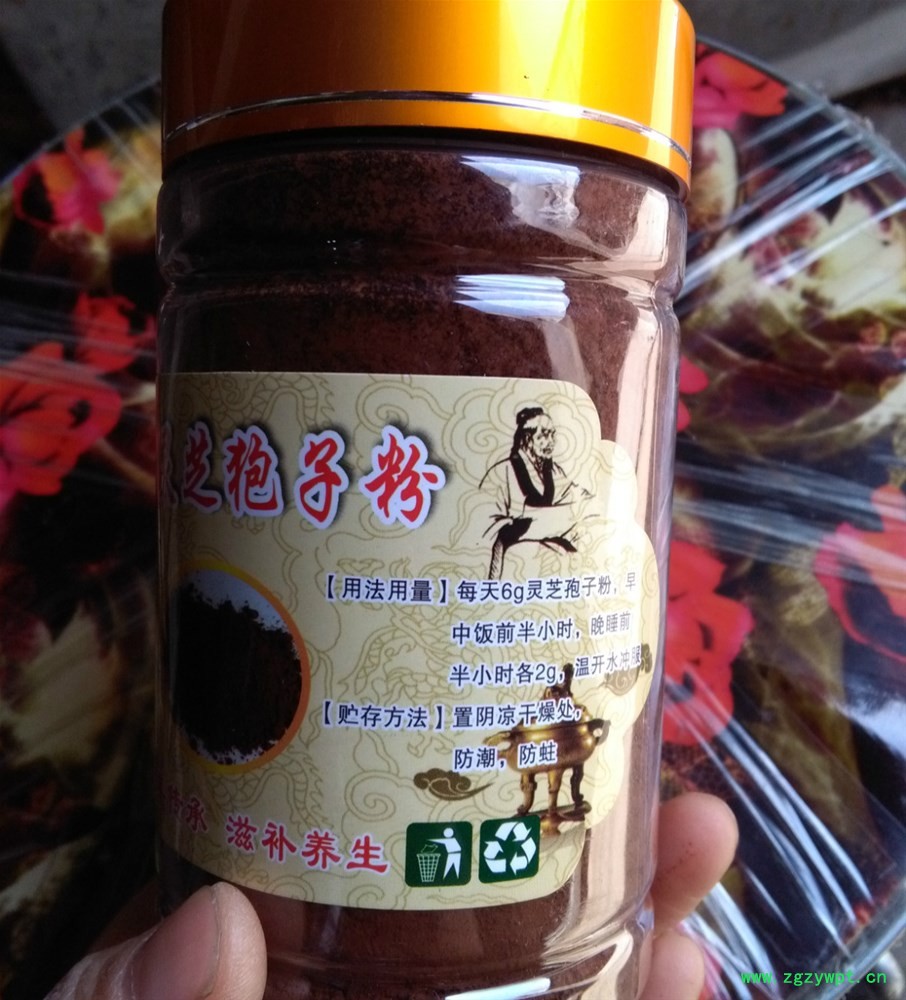 芝孢子粉
【用法用量】每天6g灵芝孢子粉，早
中饭前半小时，晚睡前
半小时各2g，温开水冲服
【贮存方法】置阴凉干燥处，
防潮，防蛀
承 滋补养生
www.zgzywpt.cn